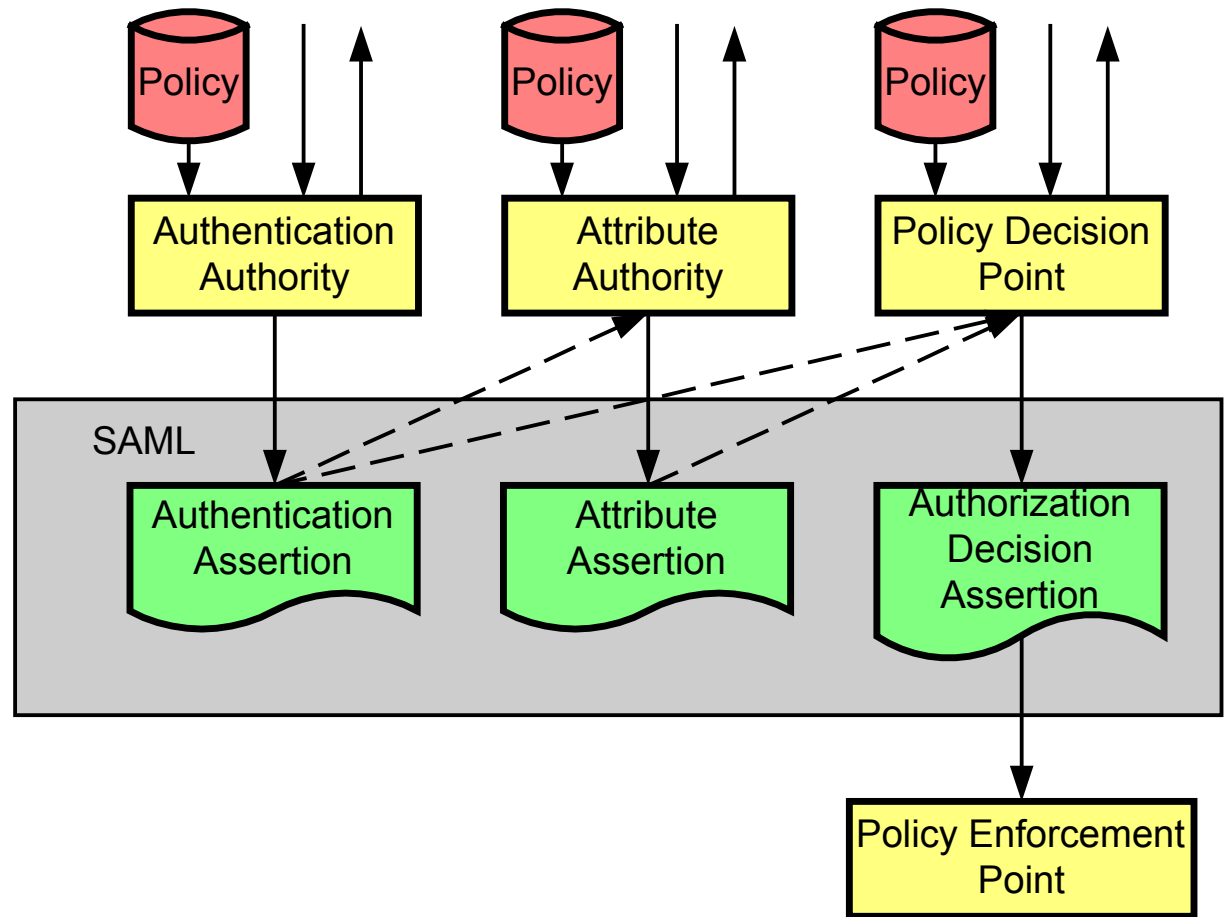 Policy
Policy
Policy
Authentication
Authority
Attribute
Authority
Policy Decision
Point
SAML
Authentication
Assertion
Attribute
Assertion
Authorization
Decision
Assertion
Policy Enforcement
Point